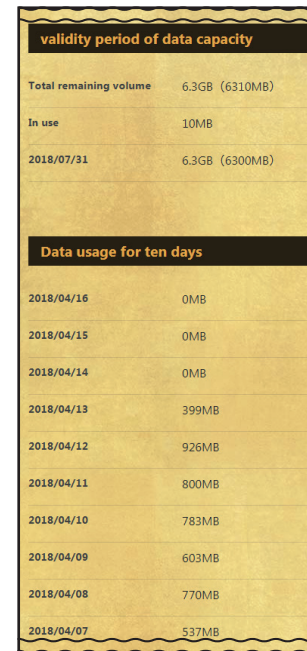 validity period of data capacity
Total remaining volume 6.3GB（6310MB）
In use 10MB
2018/07/31 6.3GB（6300MB）
Data usage for ten days
2018/04/16 0MB
2018/04/15 0MB
2018/04/14 0MB
2018/04/13 399MB
2018/04/12 926MB
2018/04/11 800MB
2018/04/10 783MB
2018/04/09 603MB
2018/04/08 770MB
2018/04/07 537MB